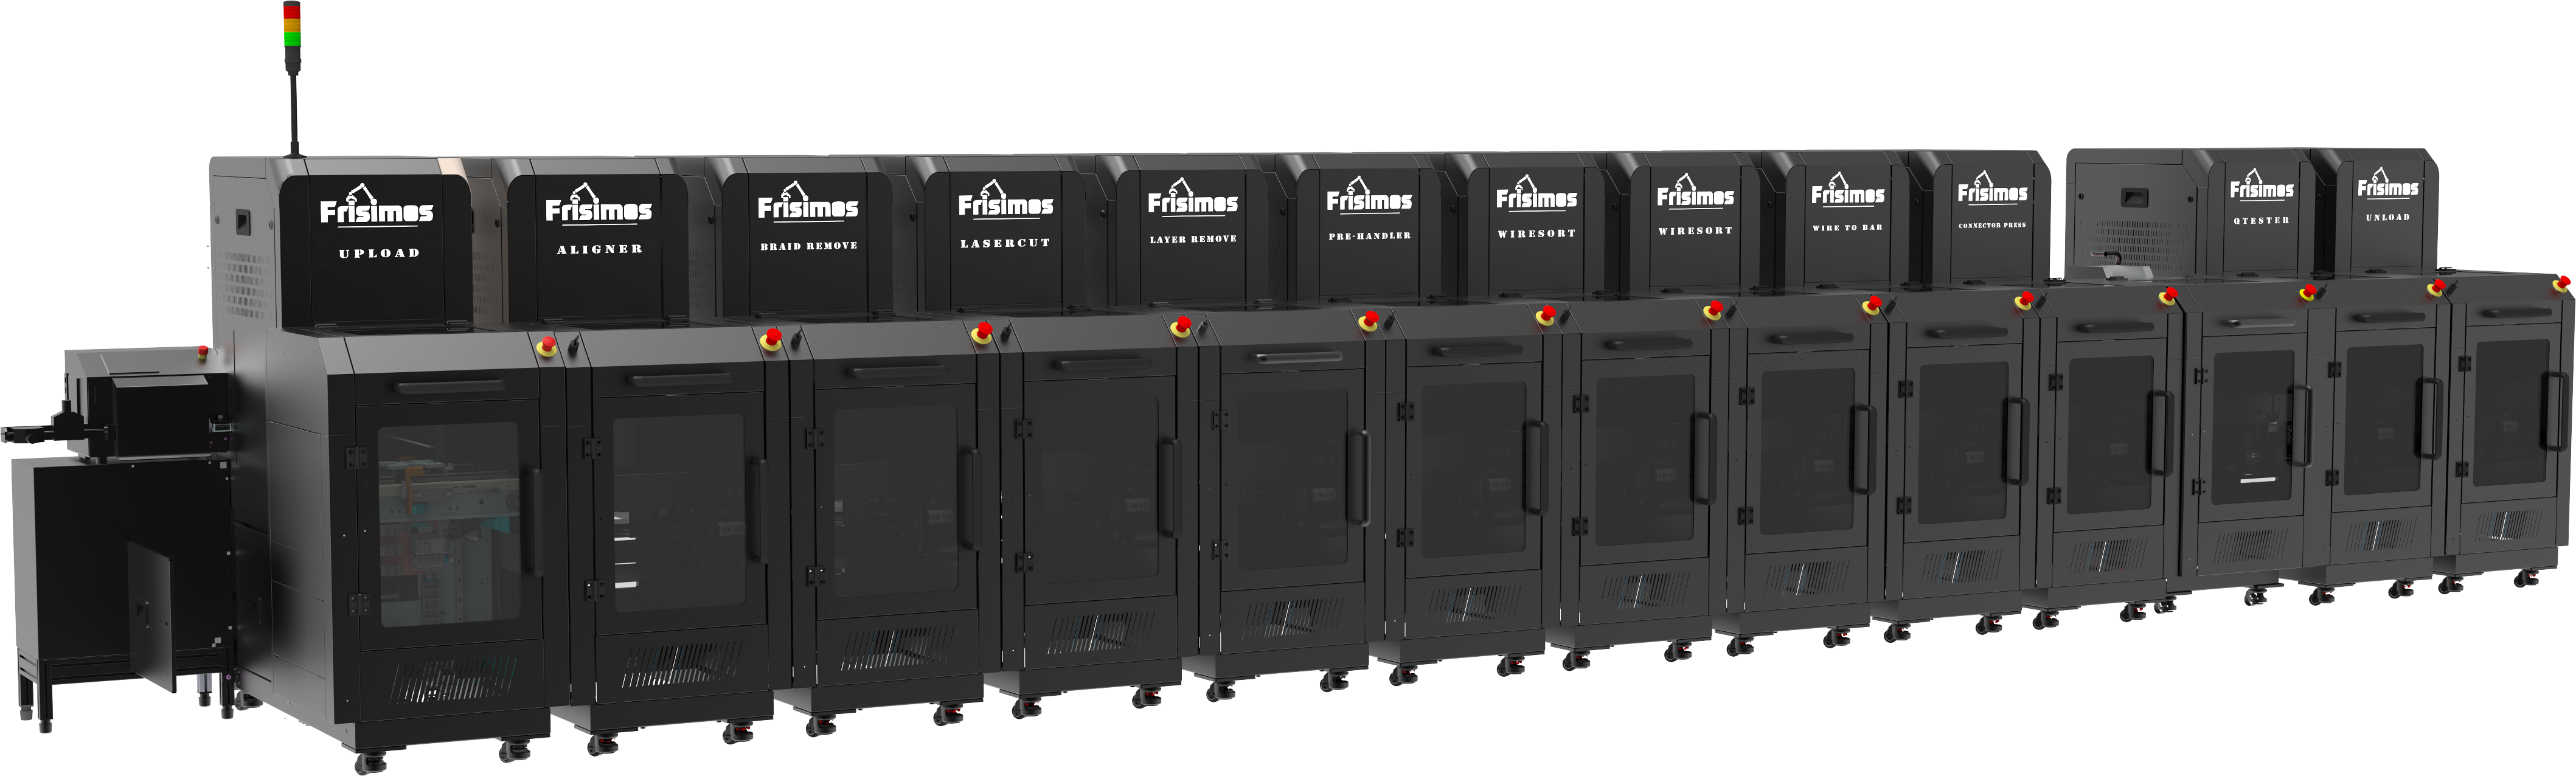 Frisimos
UPLOAD
Frisimos
ALIGNER
Frisimos
BRAID REMOVE
Frisimos
LASERCUT
Frisimos
LAYER REMOVE
Frisimos
PRE-HANDLER
Frisimos
WIRESORT
Frisimos
WIRESORT
Frisimos
WIRE TO BAR
Frisimos
CONNECTOR PRESS
Frisimos
QTESTER
Frisimos
UNLOAD